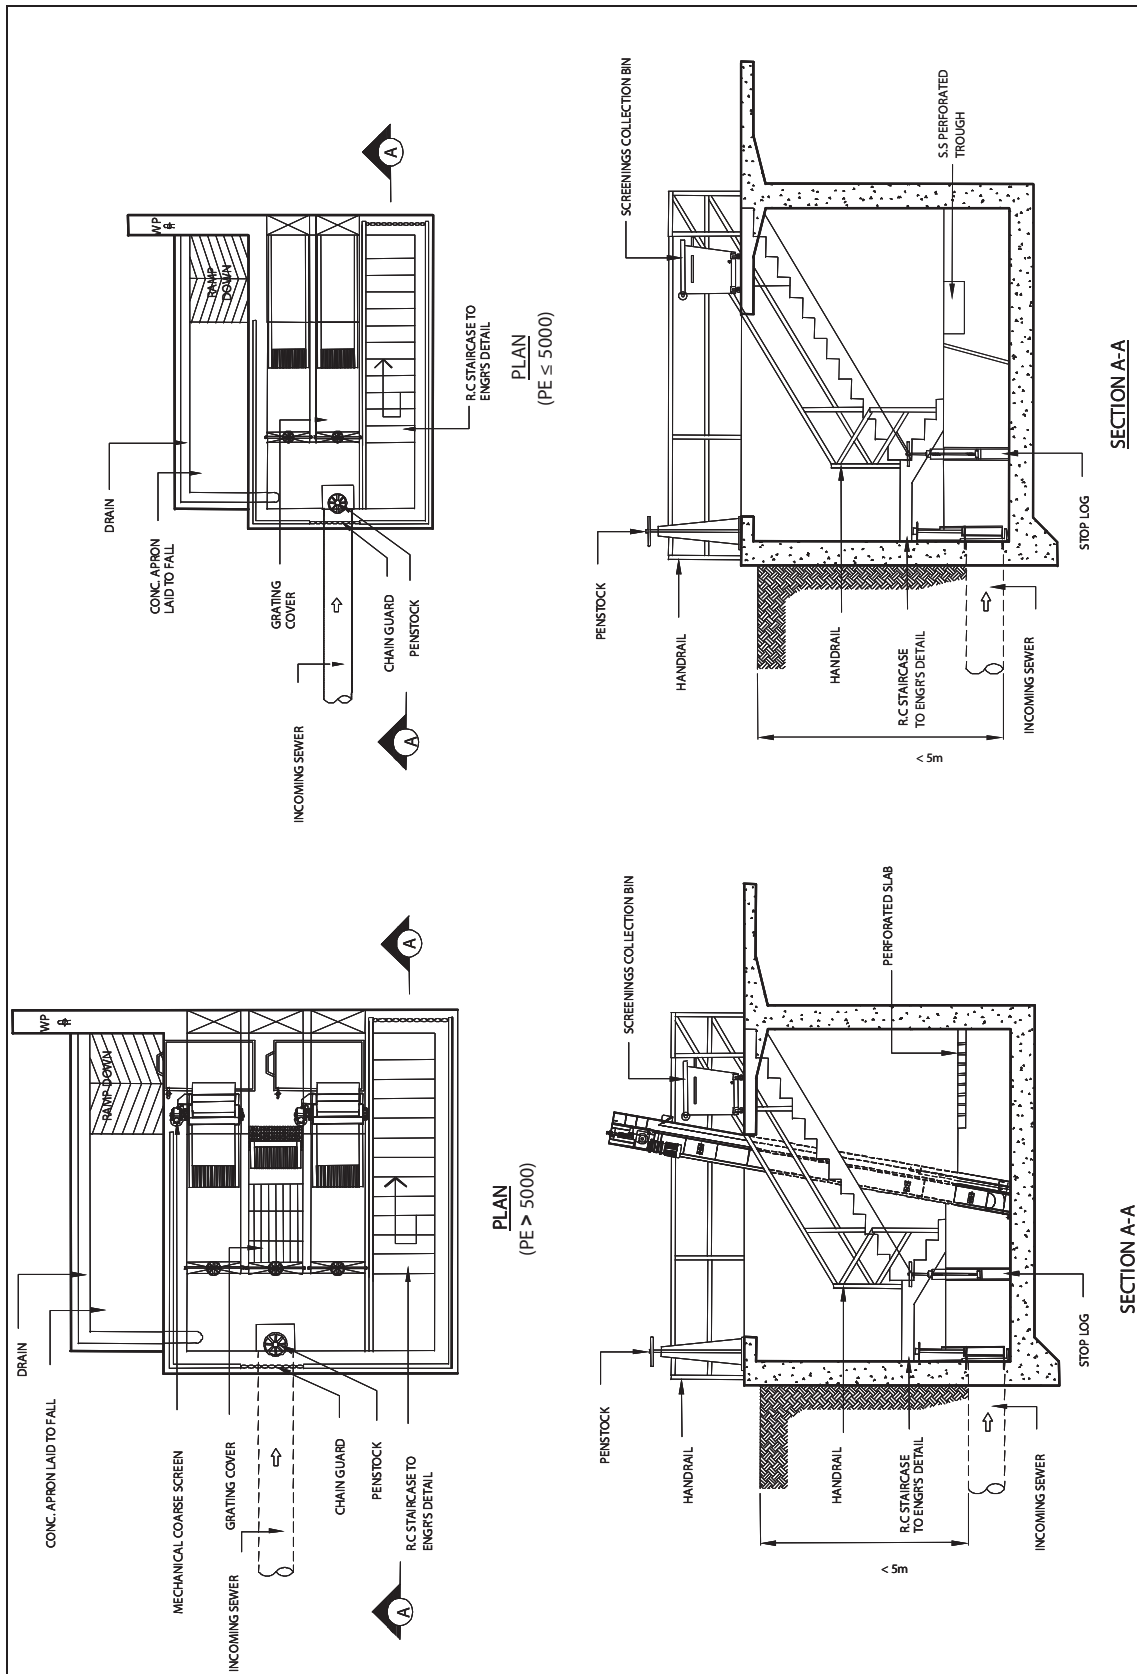 DRAIN
CONC. APRON LAID TO FALL
MECHANICAL COARSE SCREEN
GRATING COVER
INCOMING SEWER
CHAIN GUARD
PENSTOCK
R.C STAIRCASE TO
ENGR'S DETAIL
WP
RAMP DOWN
A
A
PLAN
(PE > 5000)
DRAIN
CONC. APRON
LAID TO FALL
GRATING
COVER
INCOMING SEWER
CHAIN GUARD
PENSTOCK
R.C STAIRCASE TO
ENGR'S DETAIL
WP
RAMP
DOWN
A
A
PLAN
(PE ≤ 5000)
PENSTOCK
HANDRAIL
SCREENINGS COLLECTION BIN
HANDRAIL
R.C STAIRCASE
TO ENGR'S DETAIL
PERFORATED SLAB
< 5m
INCOMING SEWER
STOP LOG
SECTION A-A
PENSTOCK
HANDRAIL
SCREENINGS COLLECTION BIN
HANDRAIL
R.C STAIRCASE
TO ENGR'S DETAIL
S.S PERFORATED
TROUGH
< 5m
INCOMING SEWER
STOP LOG
SECTION A-A